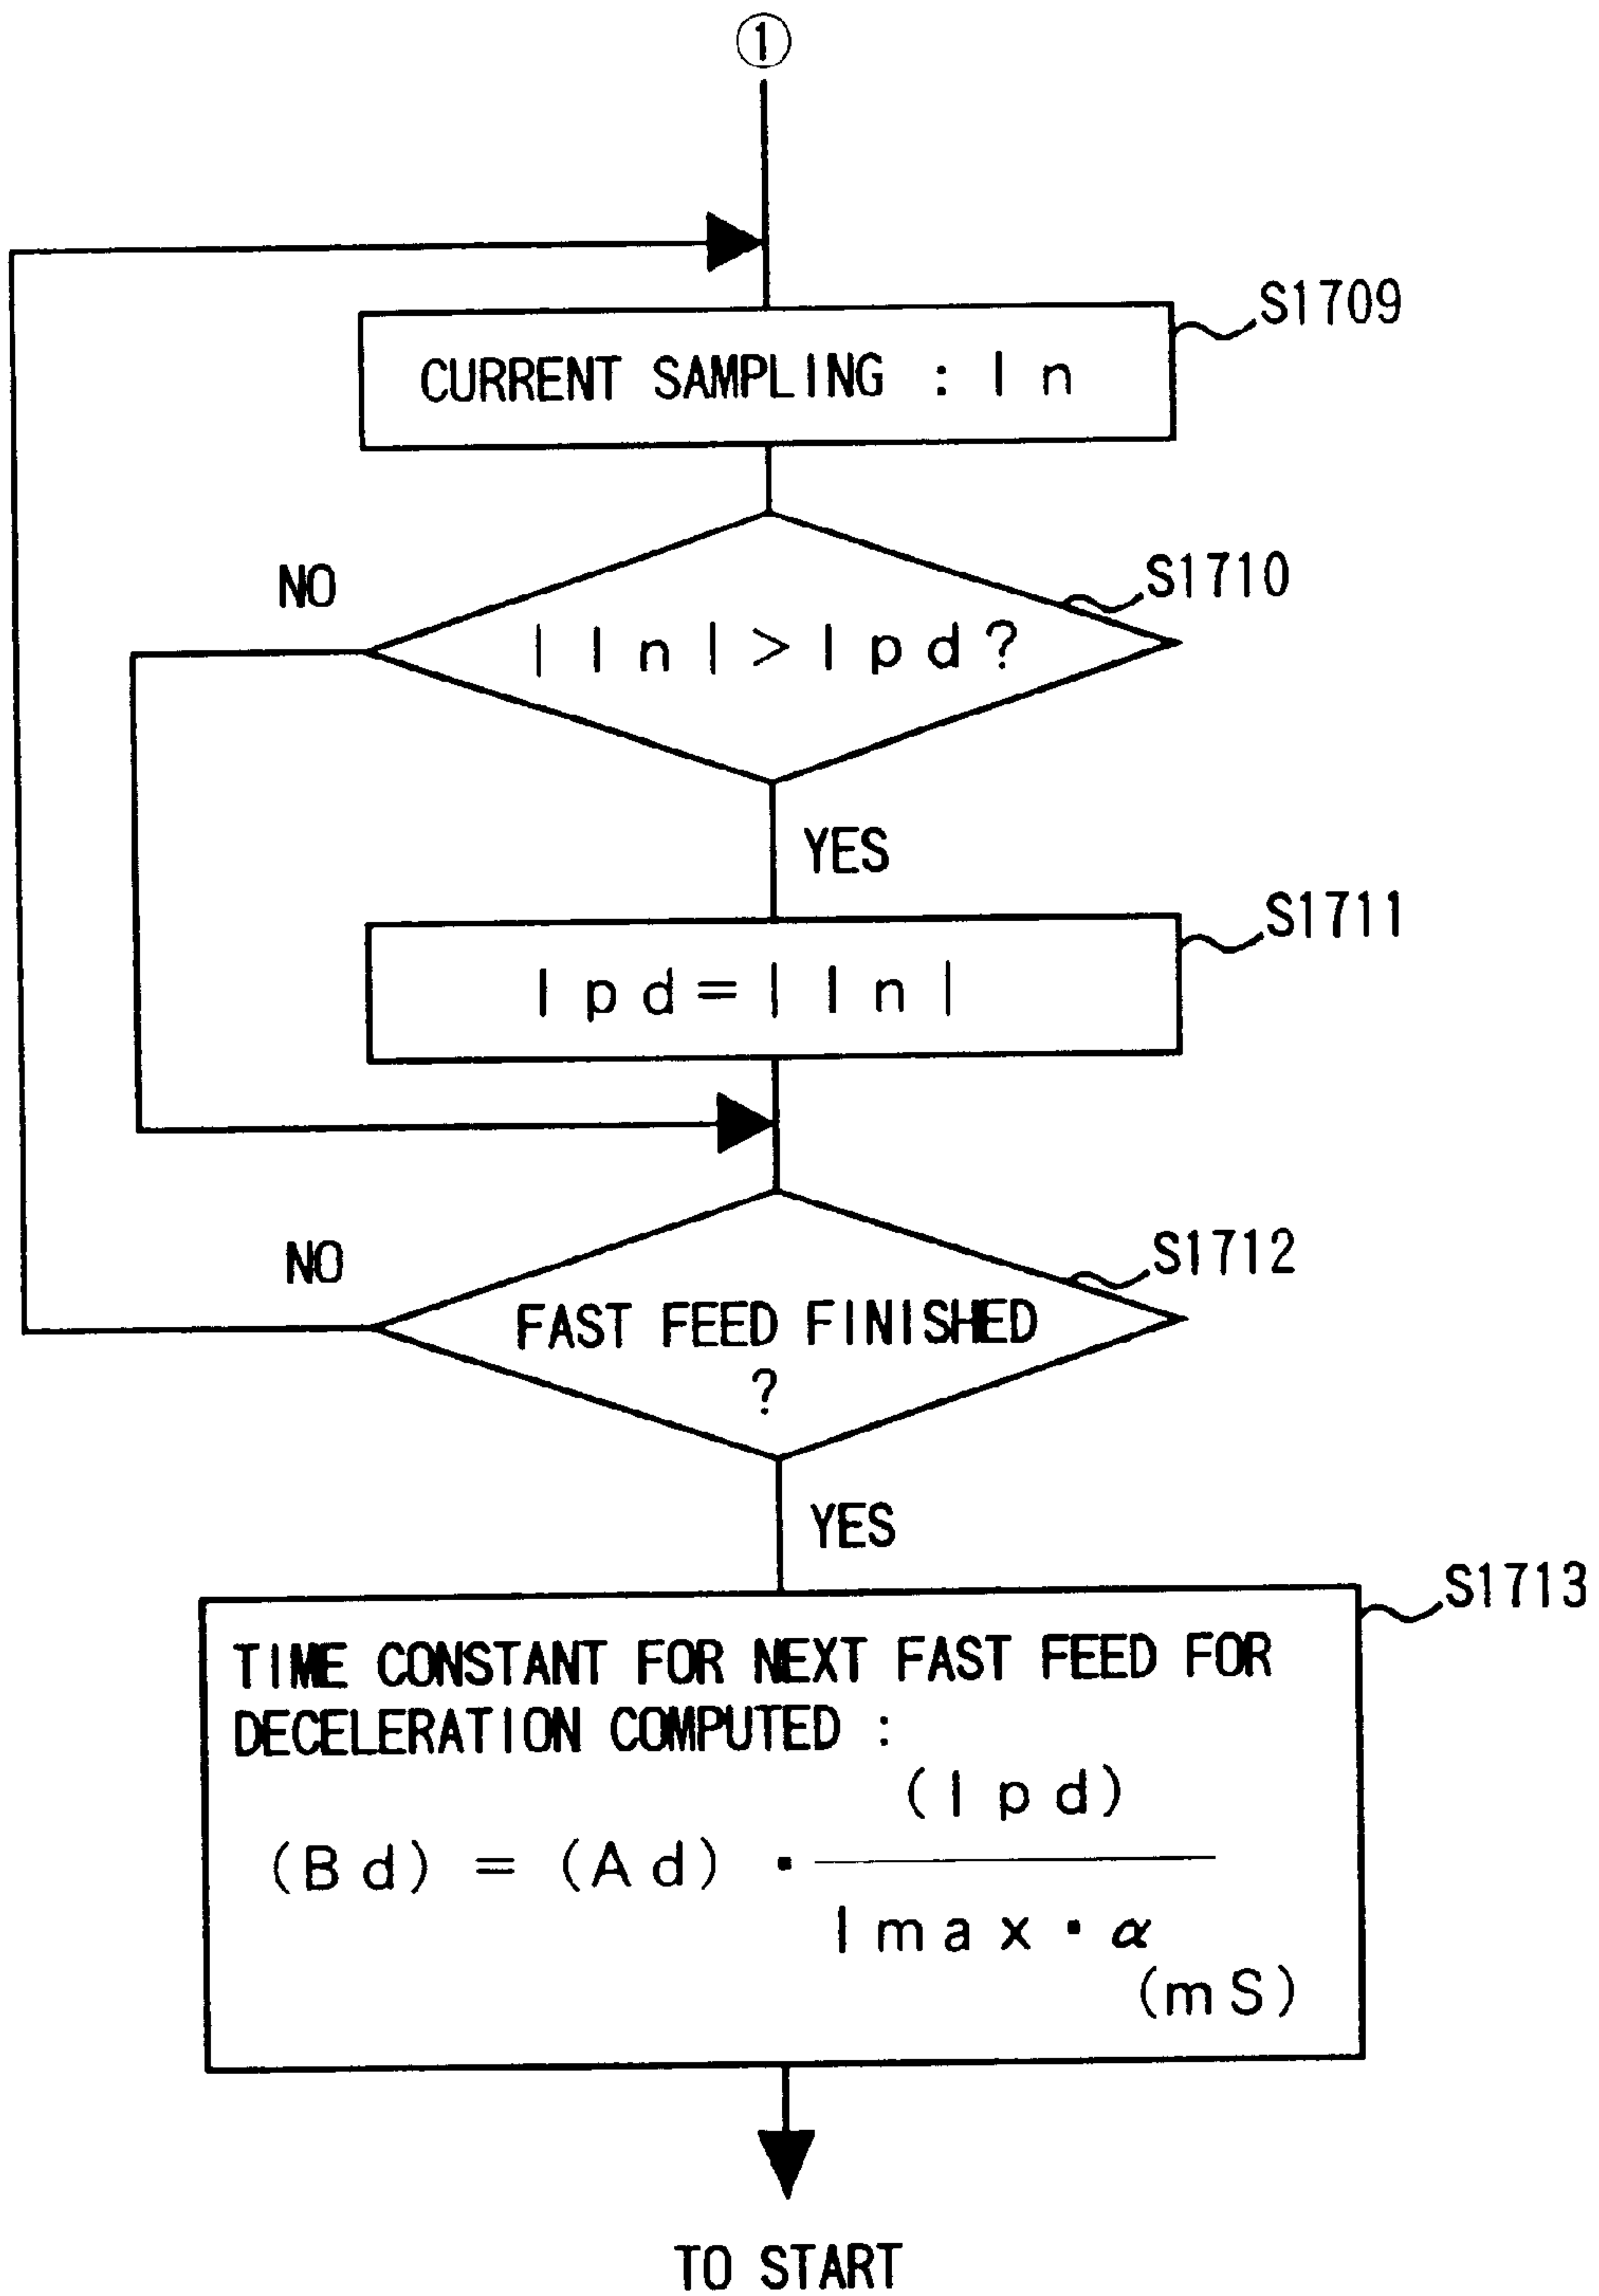 ①
S1709
CURRENT SAMPLING : In
S1710
NO
|In|>Ipd?
YES
S1711
Ipd=|In|
S1712
NO
FAST FEED FINISHED
?
YES
S1713
TIME CONSTANT FOR NEXT FAST FEED FOR
DECELERATION COMPUTED :
(Ipd)
(Bd) = (Ad) ·
Imax · α
(mS)
TO START